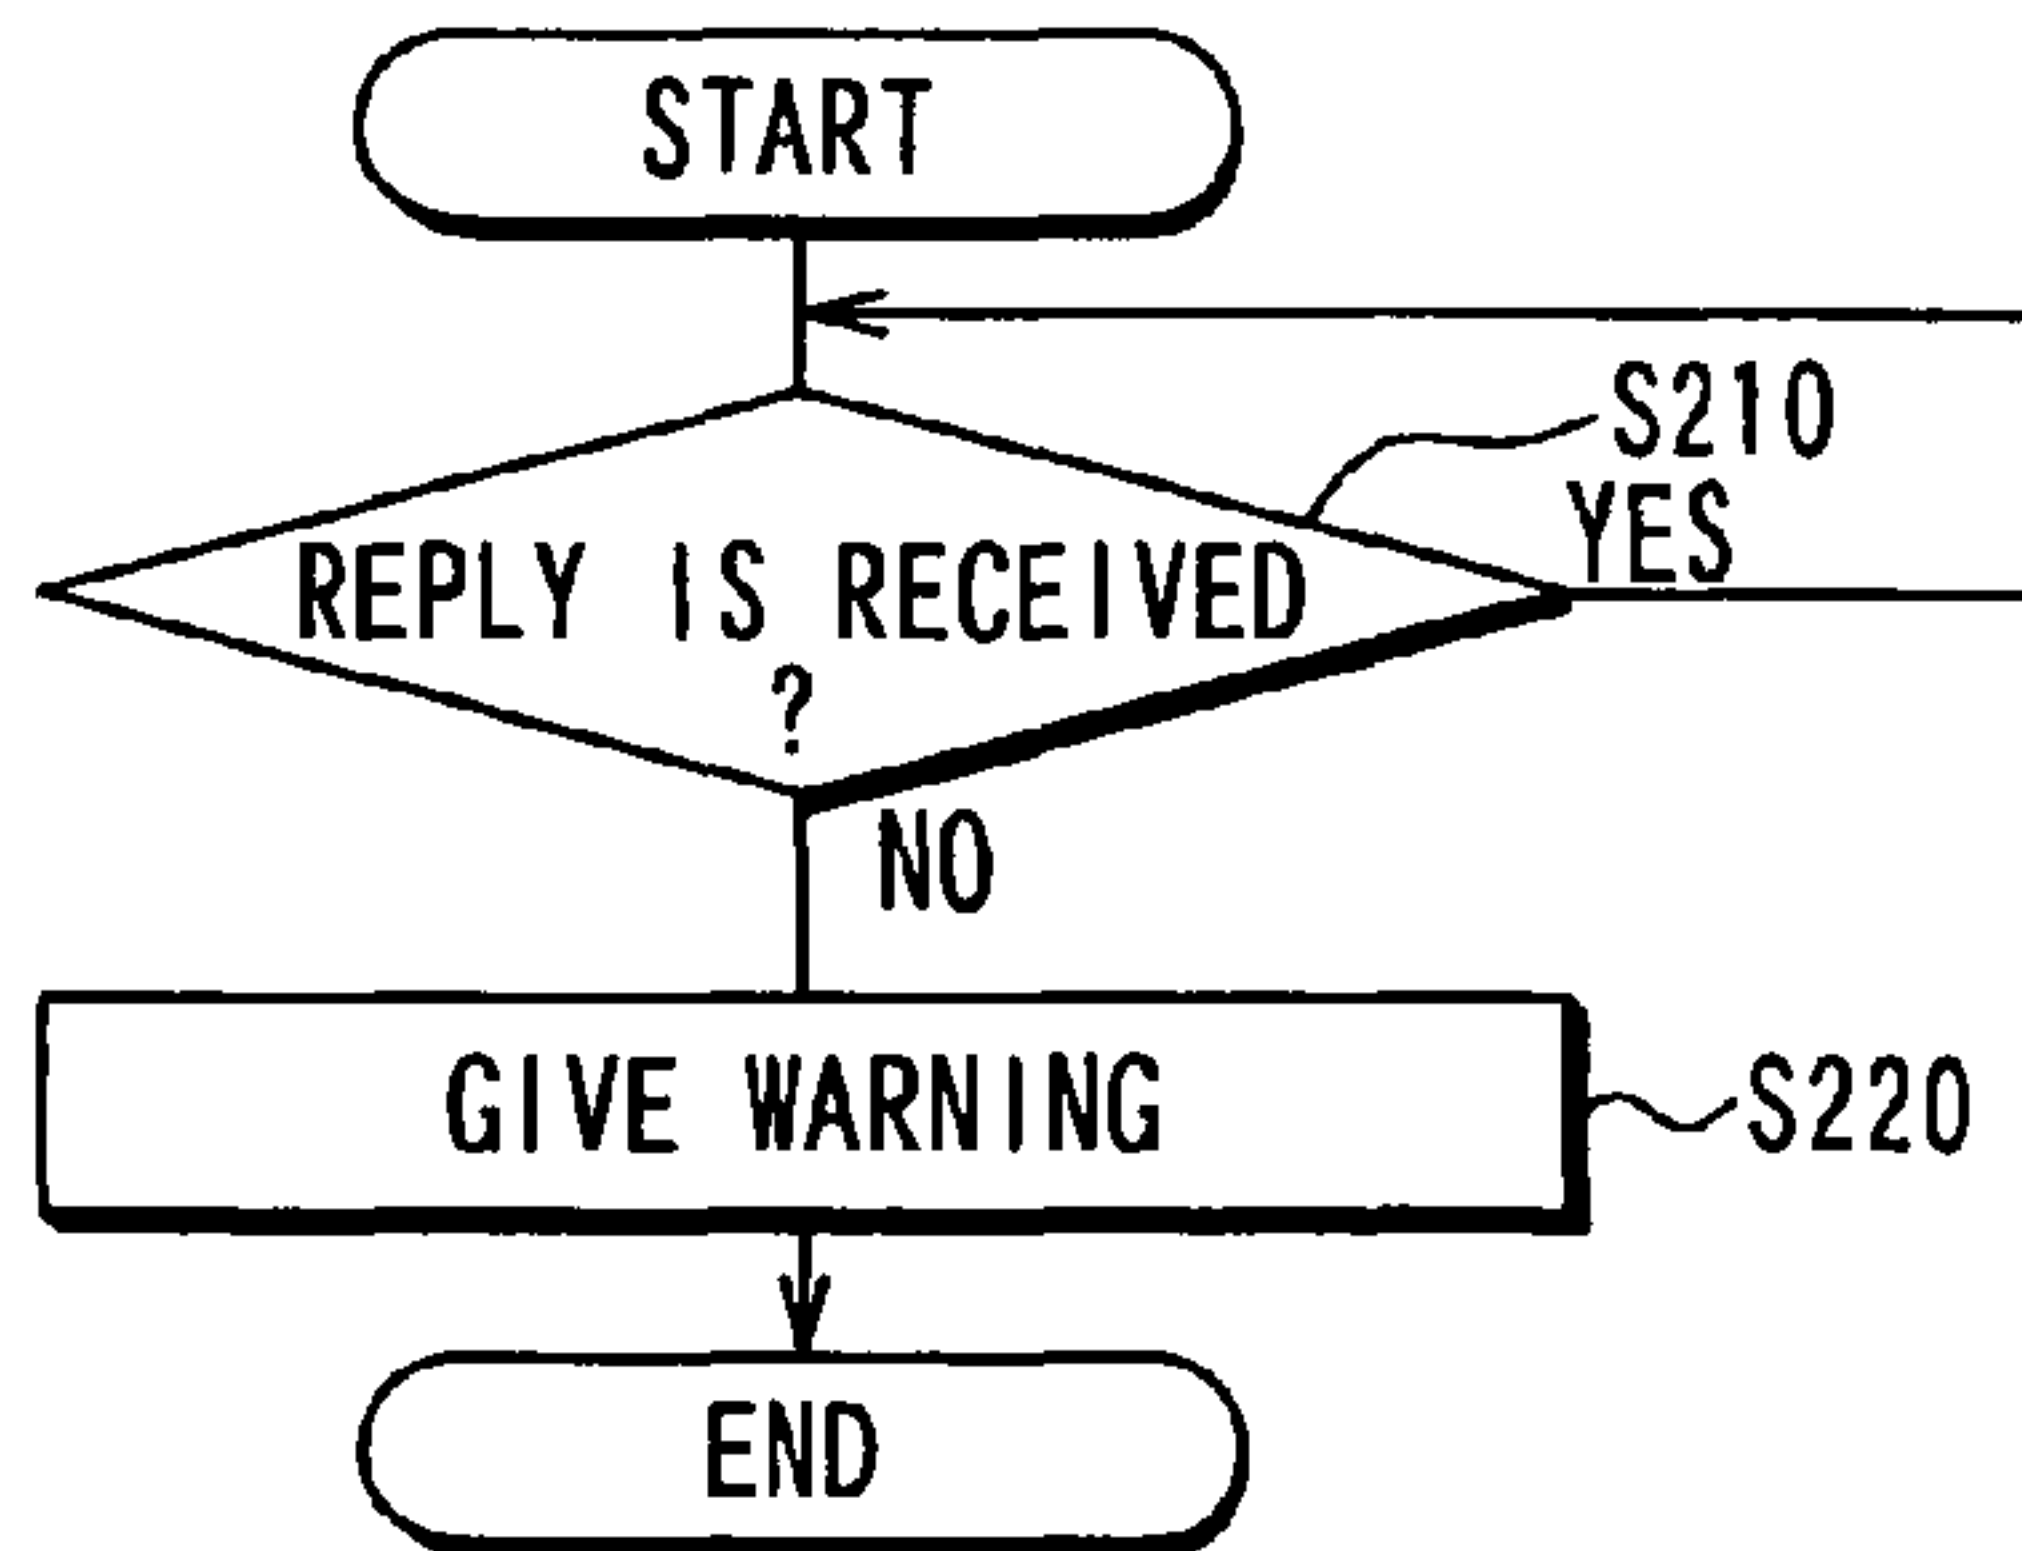 START
S210
YES
REPLY IS RECEIVED
?
NO
GIVE WARNING
S220
END